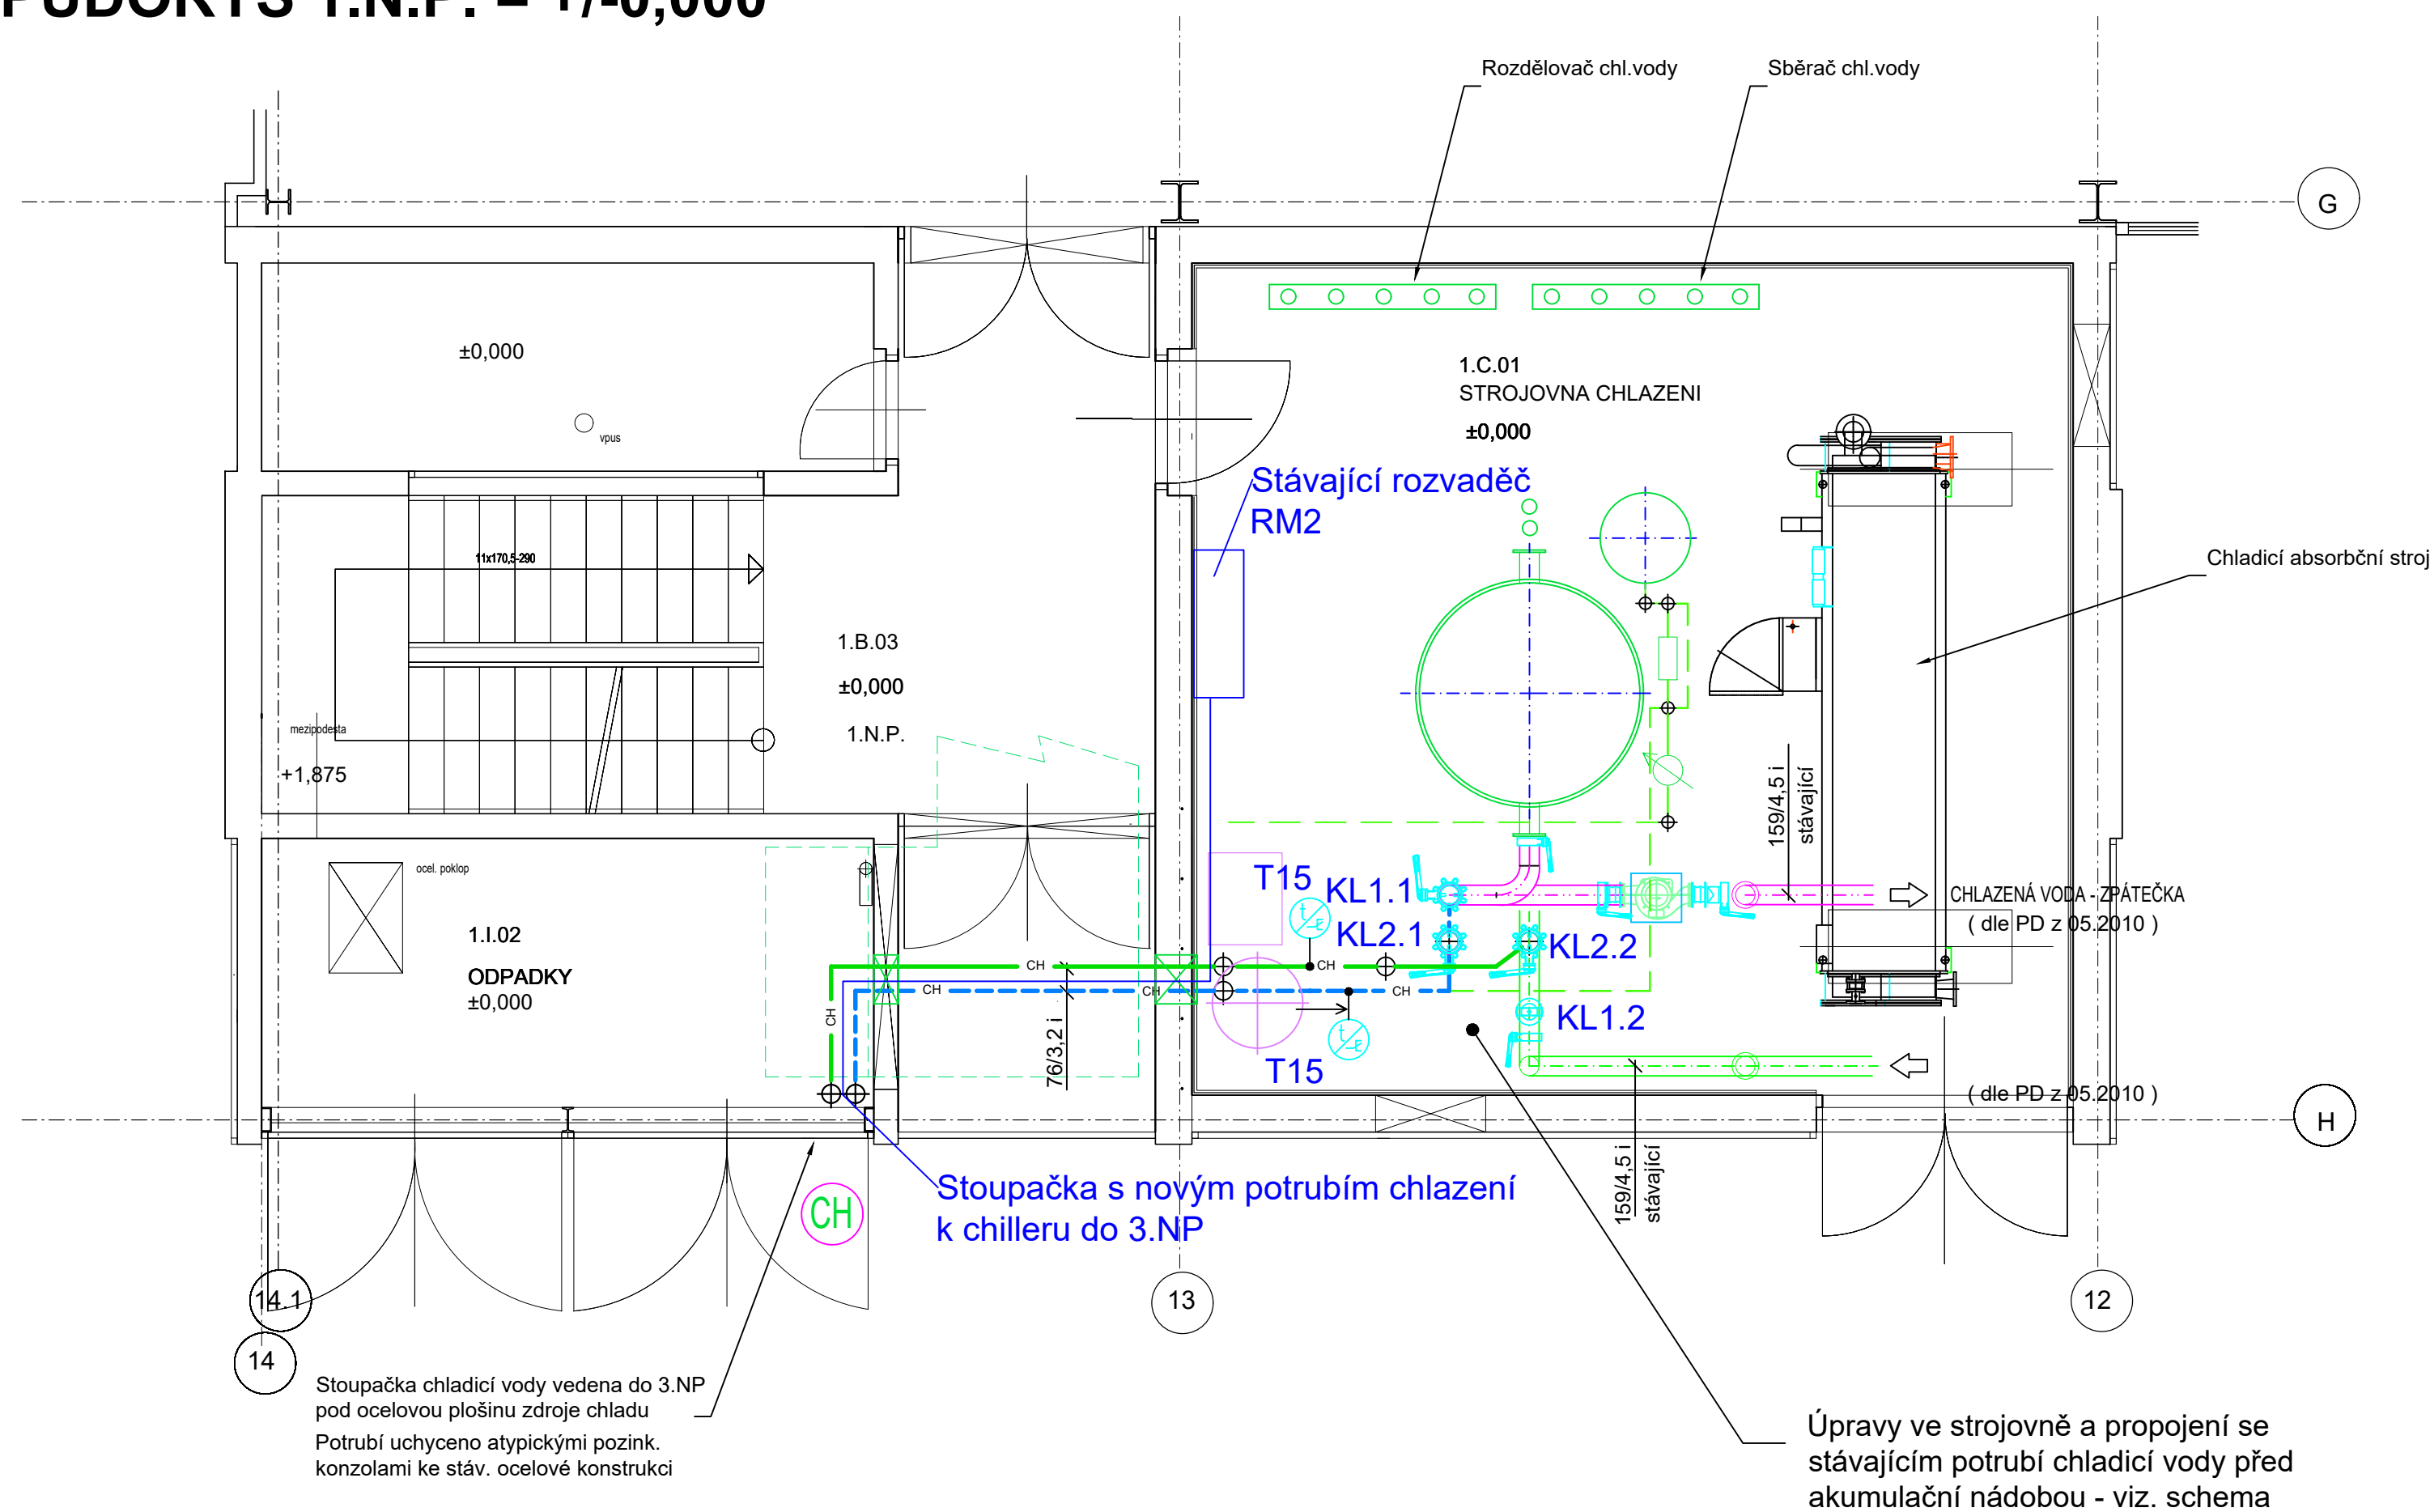 PŮDORYS 1.N.P. = +/-0,000
Rozdělovač chl.vody
Sběrač chl.vody
G
±0,000
vpus
1.C.01
STROJOVNA CHLAZENI
±0,000
Stávající rozvaděč
RM2
11x170,5-290
Chladicí absorbční stroj
1.B.03
±0,000
1.N.P.
mezipodesta
+1,875
159/4,5 i
stávající
ocel. poklop
T15
KL1.1
CHLAZENÁ VODA - ZPÁTEČKA
( dle PD z 05.2010 )
KL2.1
KL2.2
1.I.02
ODPADKY
±0,000
CH
CH
CH
CH
CH
CH
76/3,2 i
KL1.2
T15
( dle PD z 05.2010 )
H
159/4,5 i
stávající
Stoupačka s novým potrubím chlazení
k chilleru do 3.NP
CH
14.1
13
12
14
Stoupačka chladicí vody vedena do 3.NP
pod ocelovou plošinu zdroje chladu
Potrubí uchyceno atypickými pozink.
konzolami ke stáv. ocelové konstrukci
Úpravy ve strojovně a propojení se
stávajícím potrubí chladicí vody před
akumulační nádobou - viz. schema